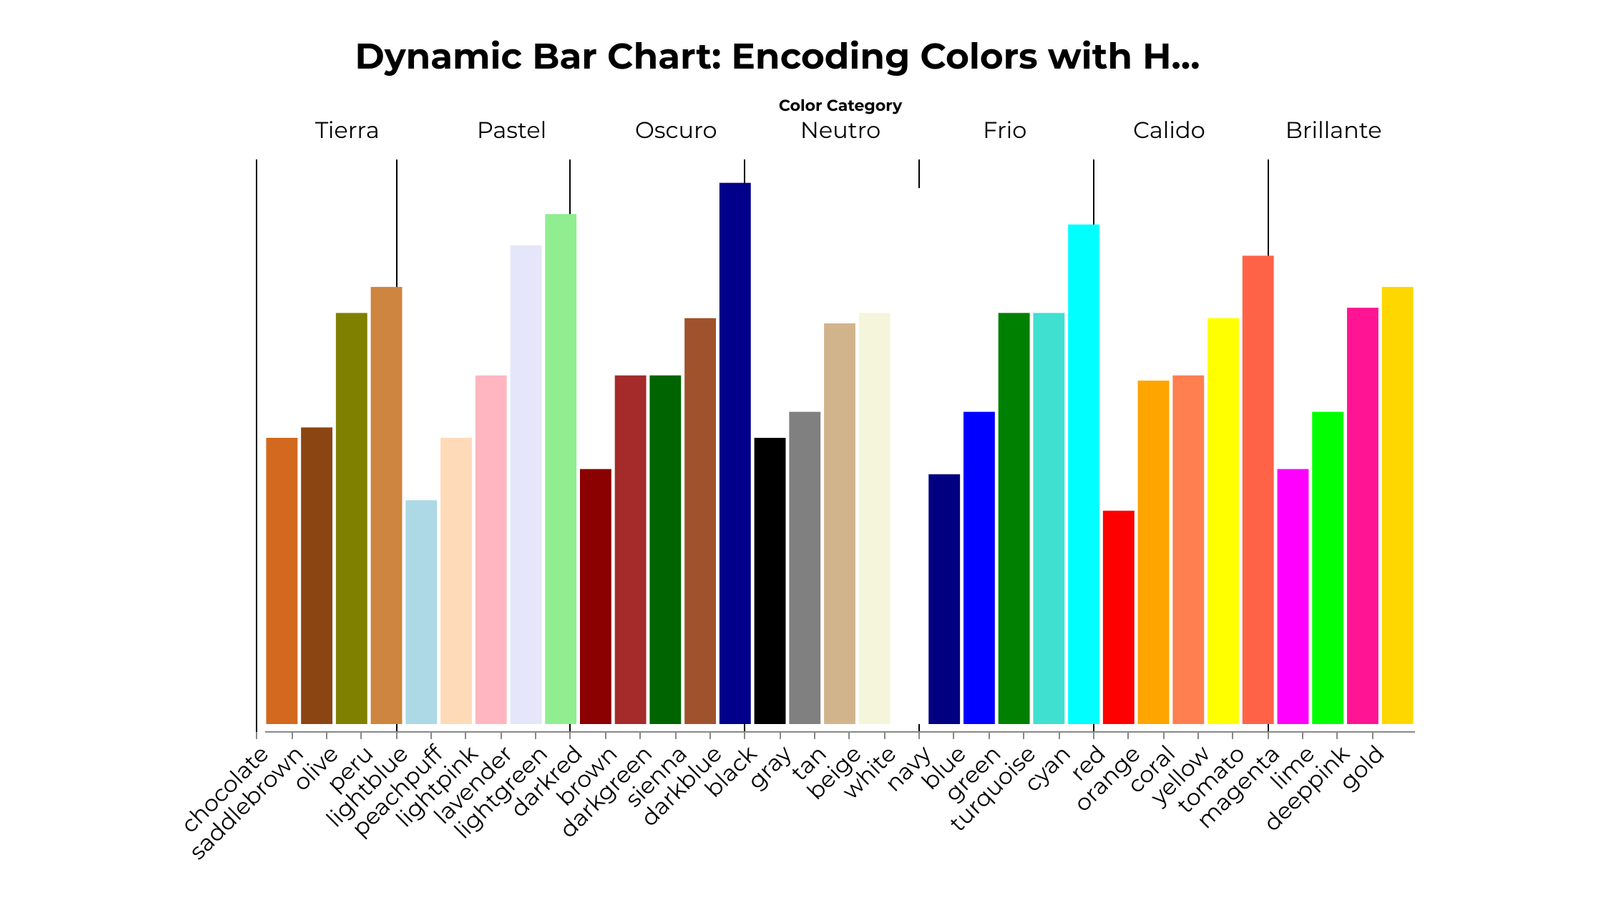 Dynamic Bar Chart: Encoding Colors with H...
Color Category
Tierra Pastel Oscuro Neutro Frio Calido Brillante
chocolate saddlebrown olive peru lightblue peachpuff lightpink lavender lightgreen darkred brown darkgreen sienna darkblue black gray tan beige white navy blue green turquoise cyan red orange coral yellow tomato magenta lime deeppink gold